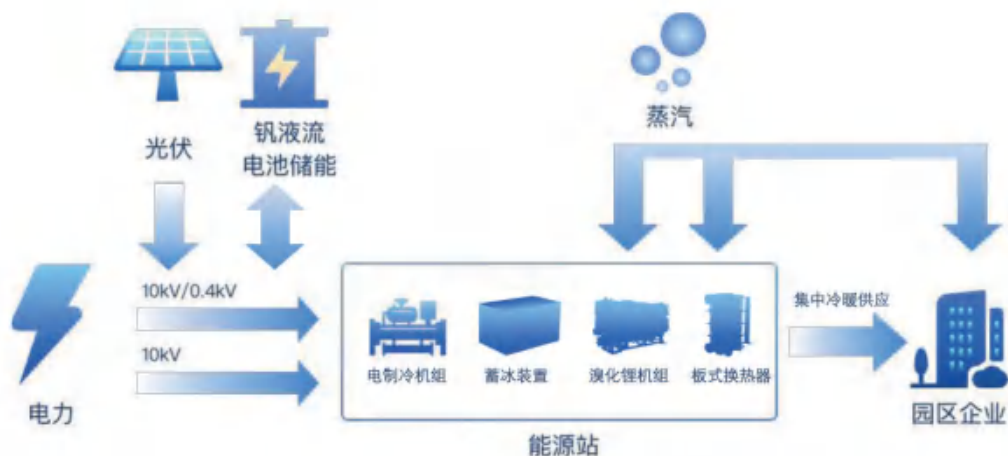 光伏
钒液流
电池储能
蒸汽
10kV/0.4kV
10kV
电力
电制冷机组
蓄冰装置
溴化锂机组
板式换热器
能源站
集中冷暖供应
园区企业